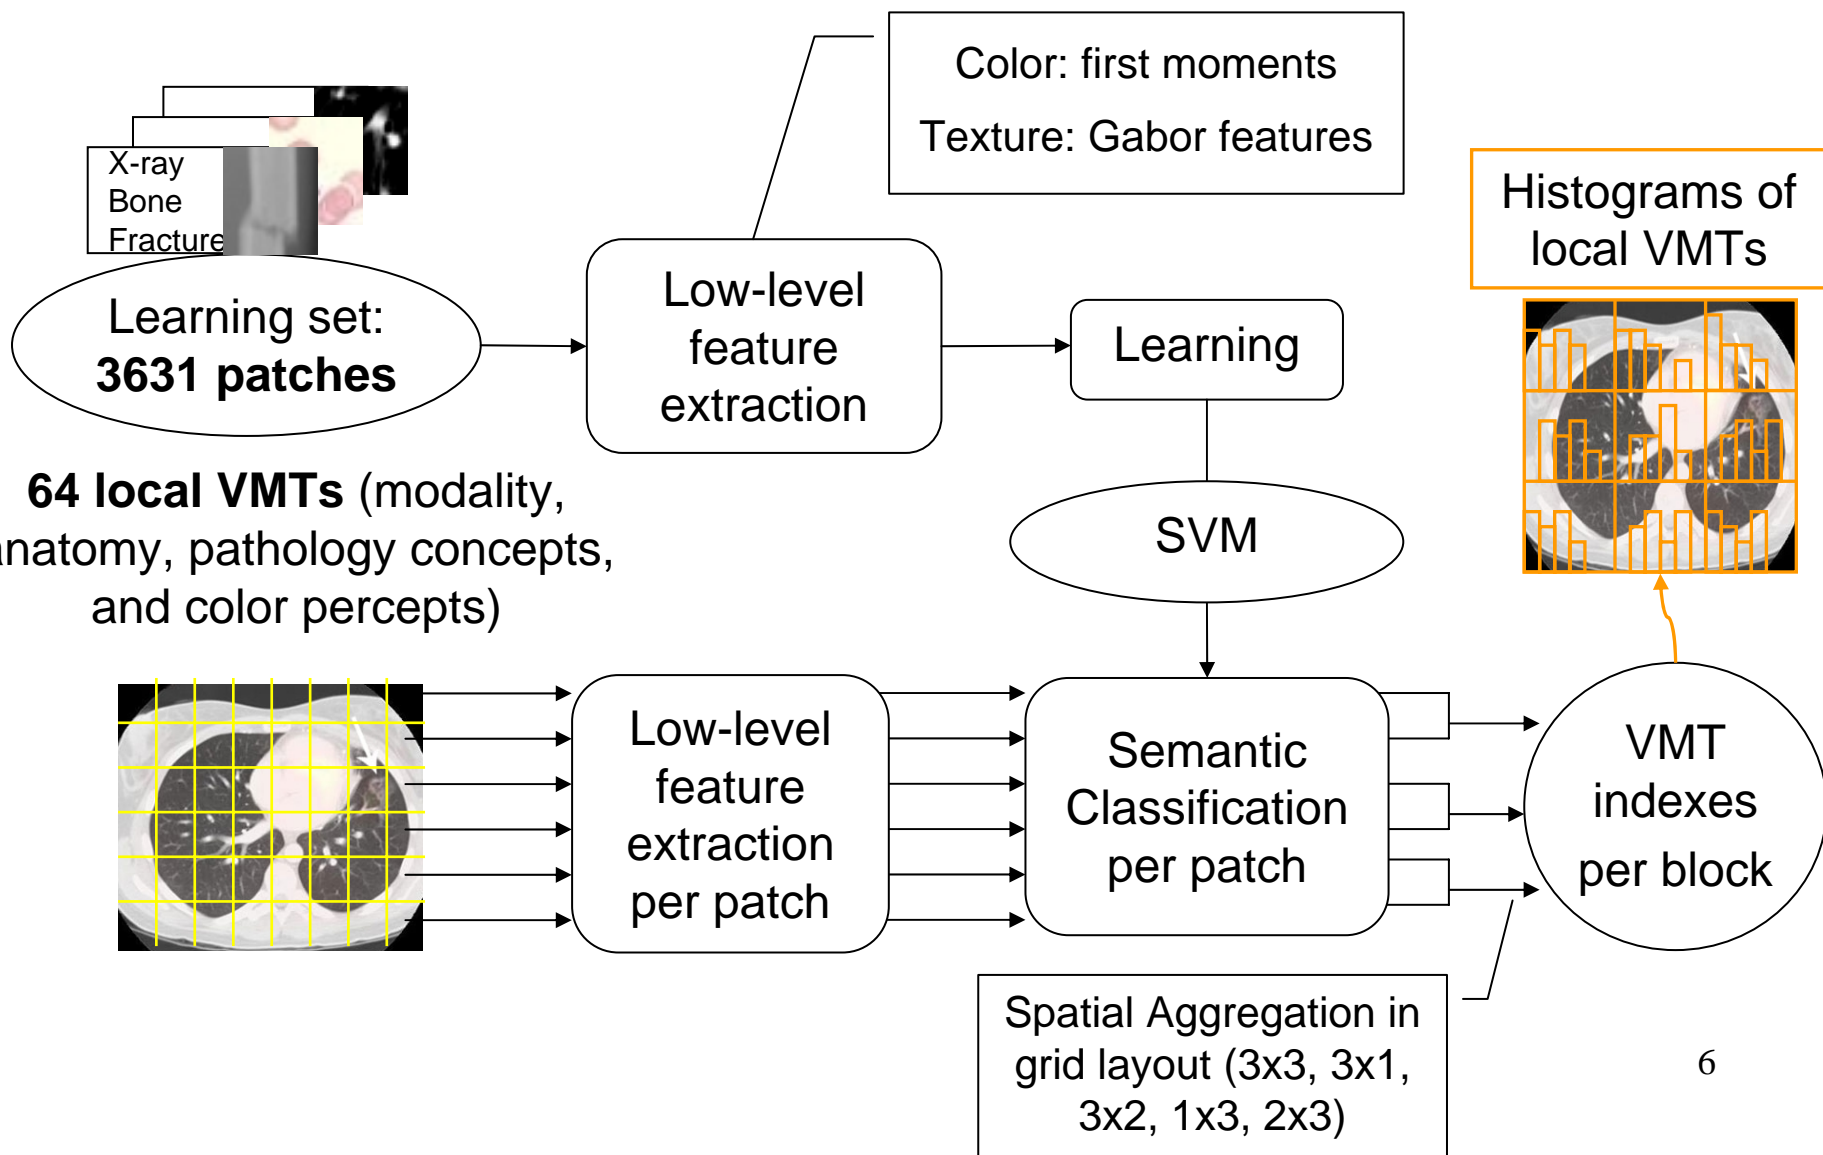 Color: first moments
Texture: Gabor features
X-ray
Bone
Fracture
Histograms of
local VMTs
Learning set:
3631 patches
Low-level
feature
extraction
Learning
64 local VMTs (modality,
anatomy, pathology concepts,
and color percepts)
SVM
Low-level
feature
extraction
per patch
Semantic
Classification
per patch
VMT
indexes
per block
Spatial Aggregation in
grid layout (3x3, 3x1,
3x2, 1x3, 2x3)
6